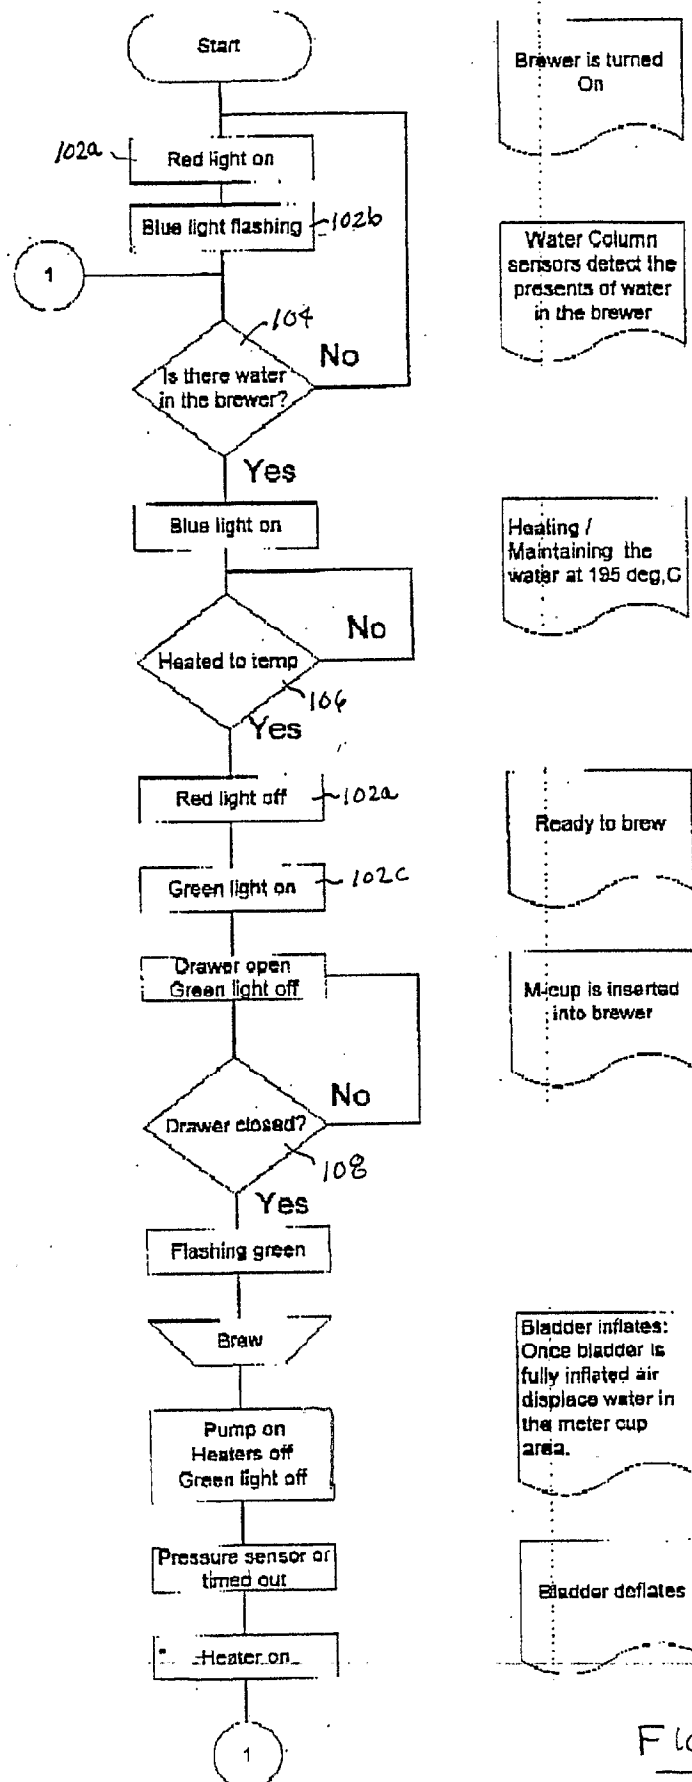 Start
Brewer is turned
On
102a
Red light on
Blue light flashing
102b
1
Water Column
sensors detect the
presents of water
in the brewer
104
No
Is there water
in the brewer?
Yes
Blue light on
Heating /
Maintaining the
water at 195 deg,C
No
Heated to temp
106
Yes
Red light off
102a
Ready to brew
Green light on
102c
Drawer open
Green light off
M-cup is inserted
into brewer
No
Drawer closed?
108
Yes
Flashing green
Brew
Bladder inflates:
Once bladder is
fully inflated air
displace water in
the meter cup
area.
Pump on
Heaters off
Green light off
Pressure sensor or
timed out
Bladder deflates
Heater on
1